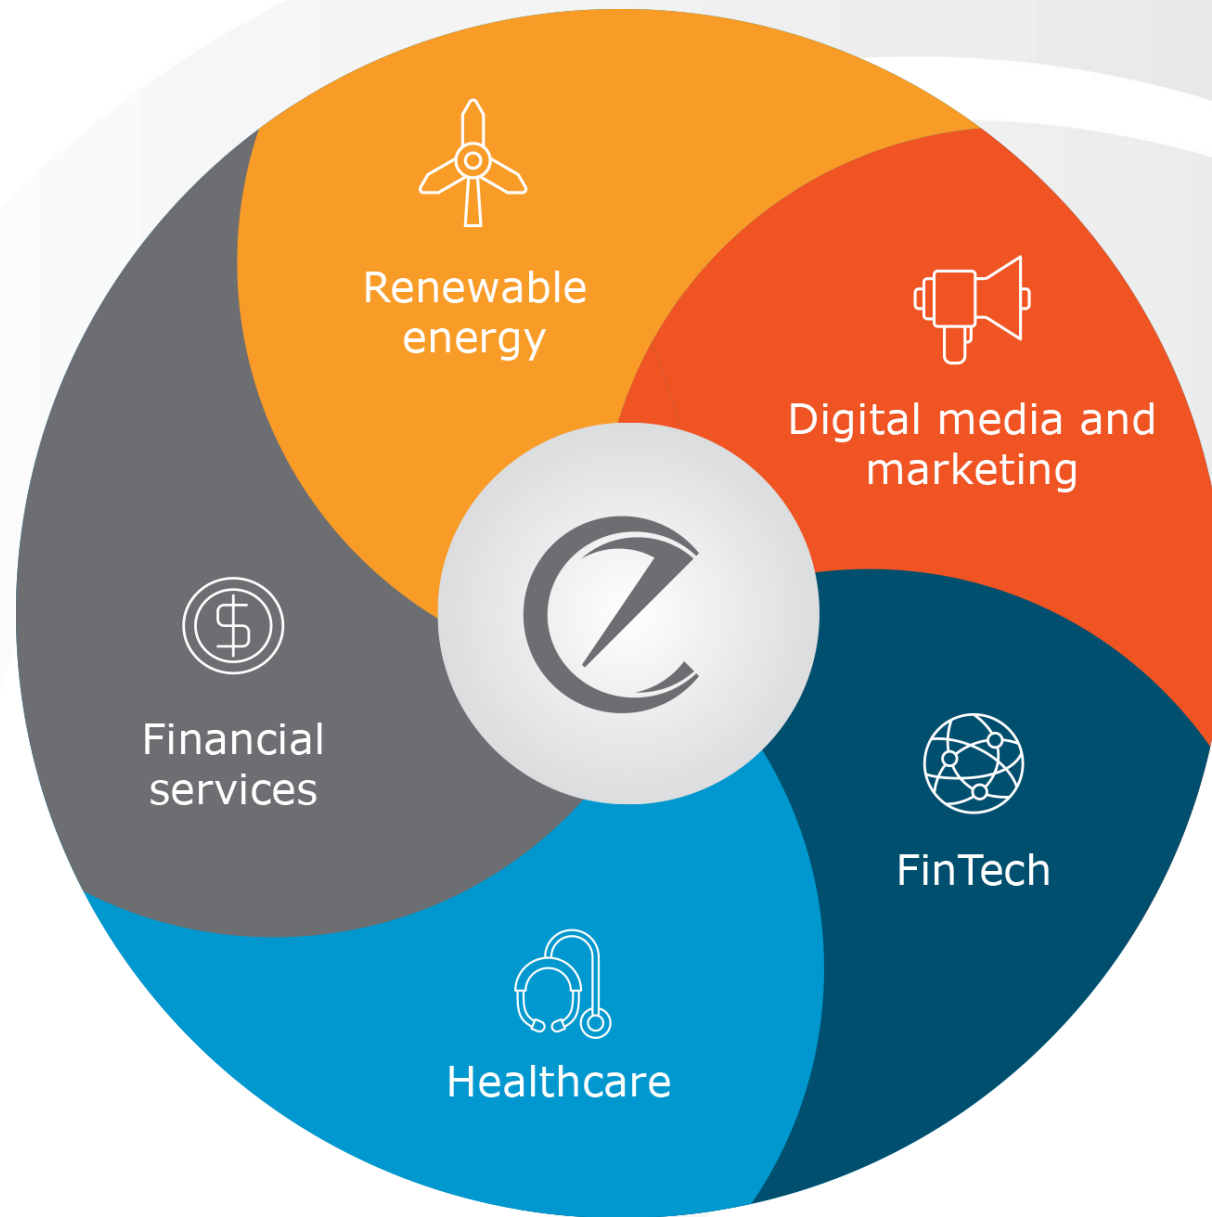 Renewable
energy
Digital media and
marketing
Financial
services
FinTech
Healthcare